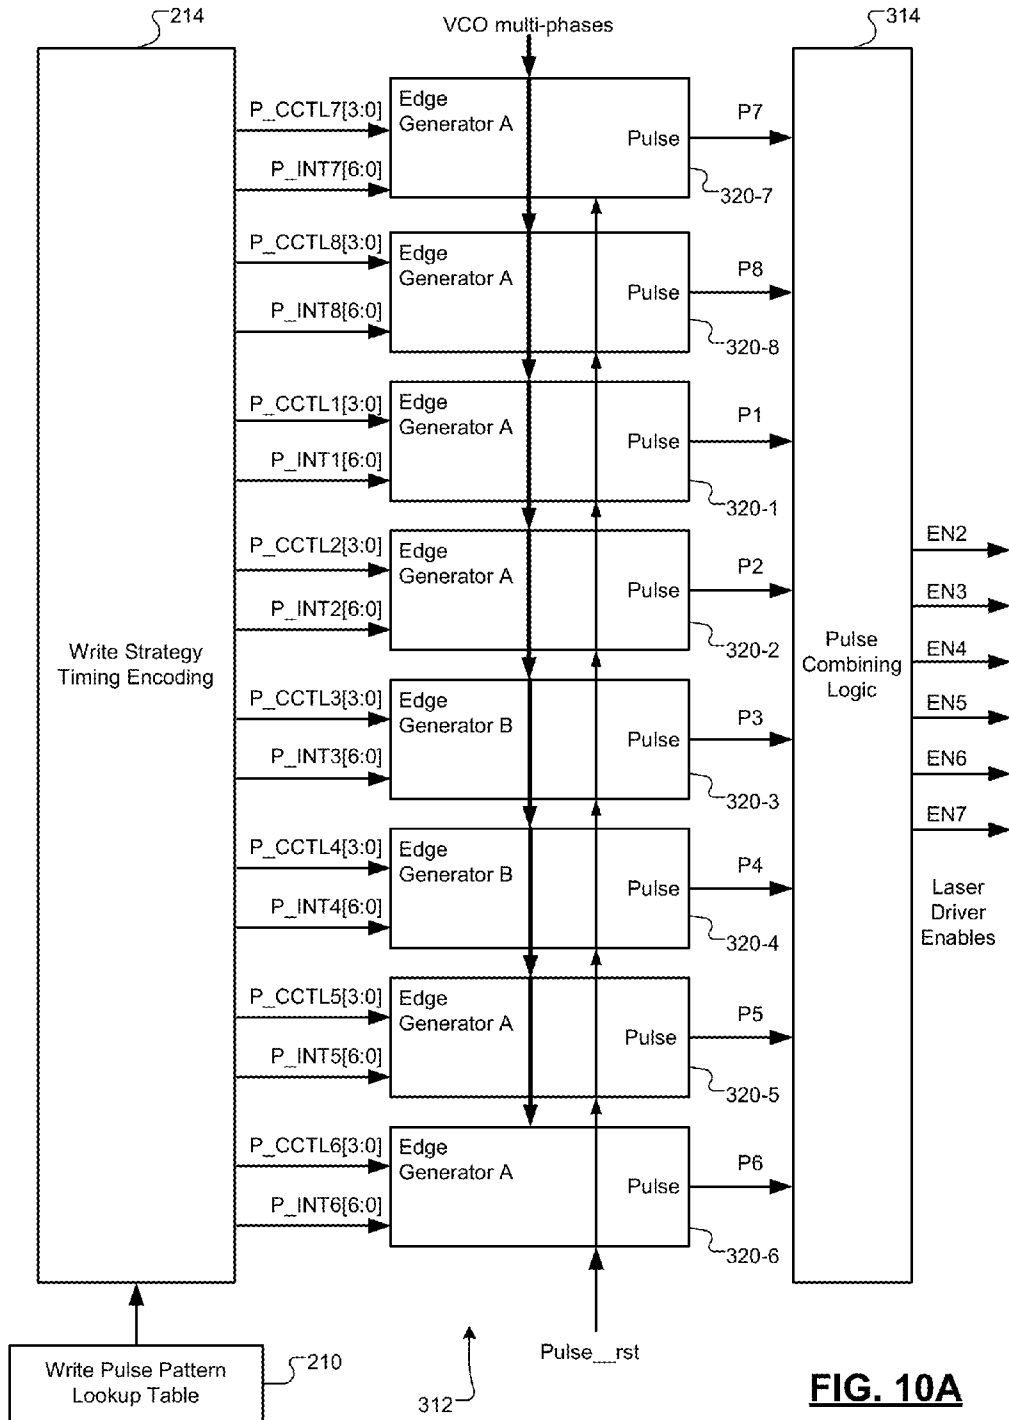 214
VCO multi-phases
314
P_CCTL7[3:0]
Edge
Generator A
P7
Pulse
P_INT7[6:0]
320-7
P_CCTL8[3:0]
Edge
Generator A
P8
Pulse
P_INT8[6:0]
320-8
P_CCTL1[3:0]
Edge
Generator A
P1
Pulse
P_INT1[6:0]
320-1
P_CCTL2[3:0]
Edge
Generator A
P2
Pulse
P_INT2[6:0]
320-2
EN2
EN3
EN4
EN5
EN6
EN7
Write Strategy
Timing Encoding
Pulse
Combining
Logic
P_CCTL3[3:0]
Edge
Generator B
P3
Pulse
P_INT3[6:0]
320-3
P_CCTL4[3:0]
Edge
Generator B
P4
Pulse
P_INT4[6:0]
320-4
Laser
Driver
Enables
P_CCTL5[3:0]
Edge
Generator A
P5
Pulse
P_INT5[6:0]
320-5
P_CCTL6[3:0]
Edge
Generator A
P6
Pulse
P_INT6[6:0]
320-6
Pulse__rst
Write Pulse Pattern
Lookup Table
210
312
FIG. 10A